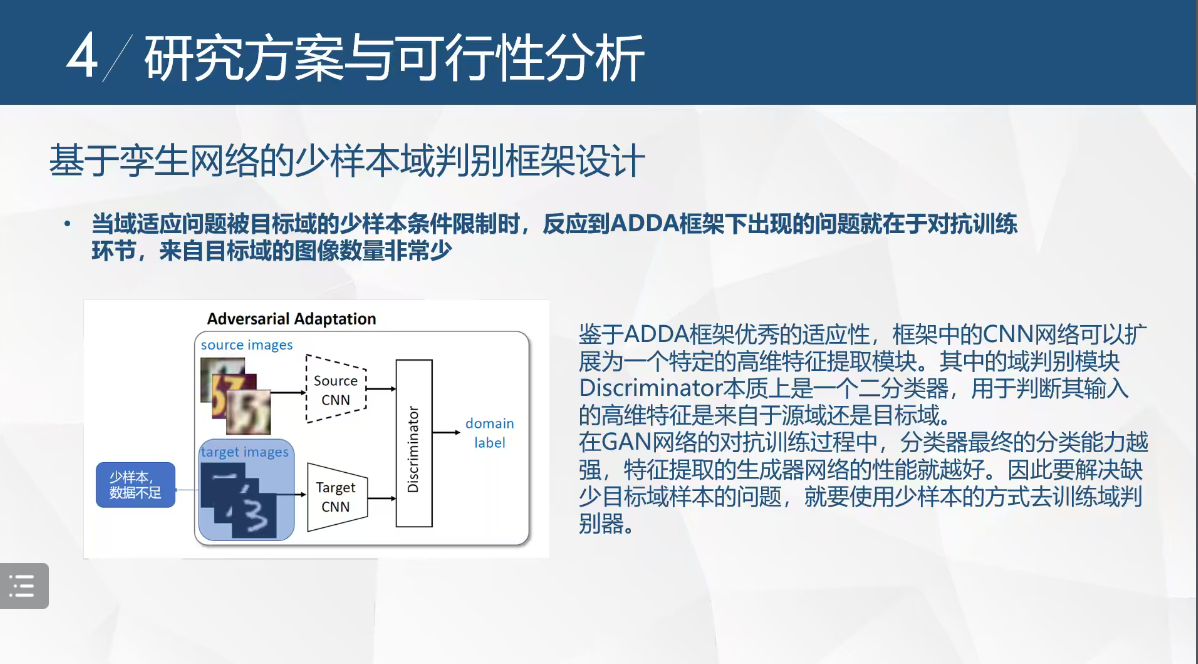 4/ 研究方案与可行性分析
基于孪生网络的少样本域判别框架设计
• 当域适应问题被目标域的少样本条件限制时，反应到ADDA框架下出现的问题就在于对抗训练
环节，来自目标域的图像数量非常少
Adversarial Adaptation
source images
Source
CNN
Discriminator
domain
label
target images
少样本，
数据不足
Target
CNN
鉴于ADDA框架优秀的适应性，框架中的CNN网络可以扩
展为一个特定的高维特征提取模块。其中的域判别模块
Discriminator本质上是一个二分类器，用于判断其输入
的高维特征是来自于源域还是目标域。
在GAN网络的对抗训练过程中，分类器最终的分类能力越
强，特征提取的生成器网络的性能就越好。因此要解决缺
少目标域样本的问题，就要使用少样本的方式去训练域判
别器。